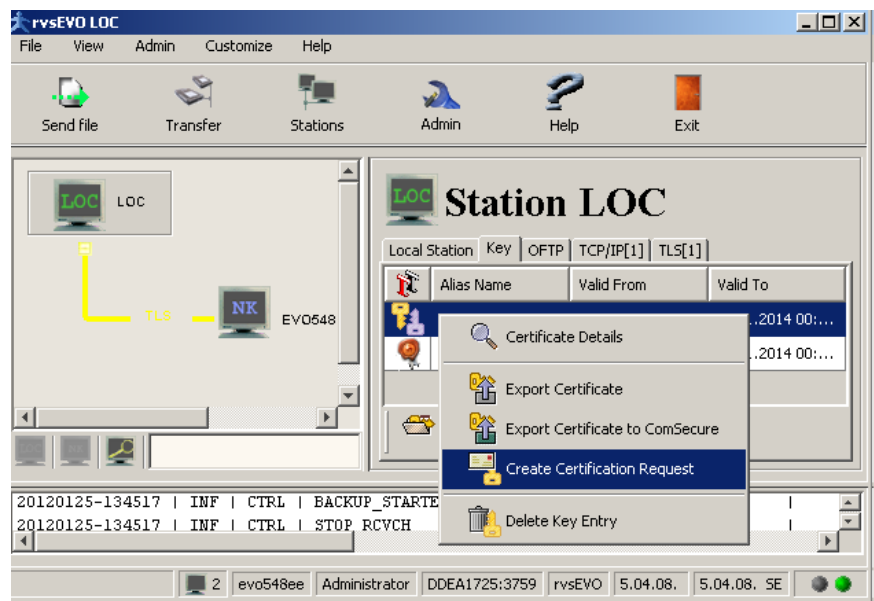 rvsEVO LOC
File View Admin Customize Help
Send file Transfer Stations Admin Help Exit
LOC LOC
TLS
NK EVO548
LOC Station LOC
Local Station Key OFTP TCP/IP[1] TLS[1]
Alias Name Valid From Valid To
..2014 00:...
..2014 00:...
Certificate Details
Export Certificate
Export Certificate to ComSecure
Create Certification Request
Delete Key Entry
20120125-134517 | INF | CTRL | BACKUP_STARTE |
20120125-134517 | INF | CTRL | STOP_RCVCH |
2 evo548ee Administrator DDEA1725:3759 rvsEVO 5.04.08. 5.04.08. SE